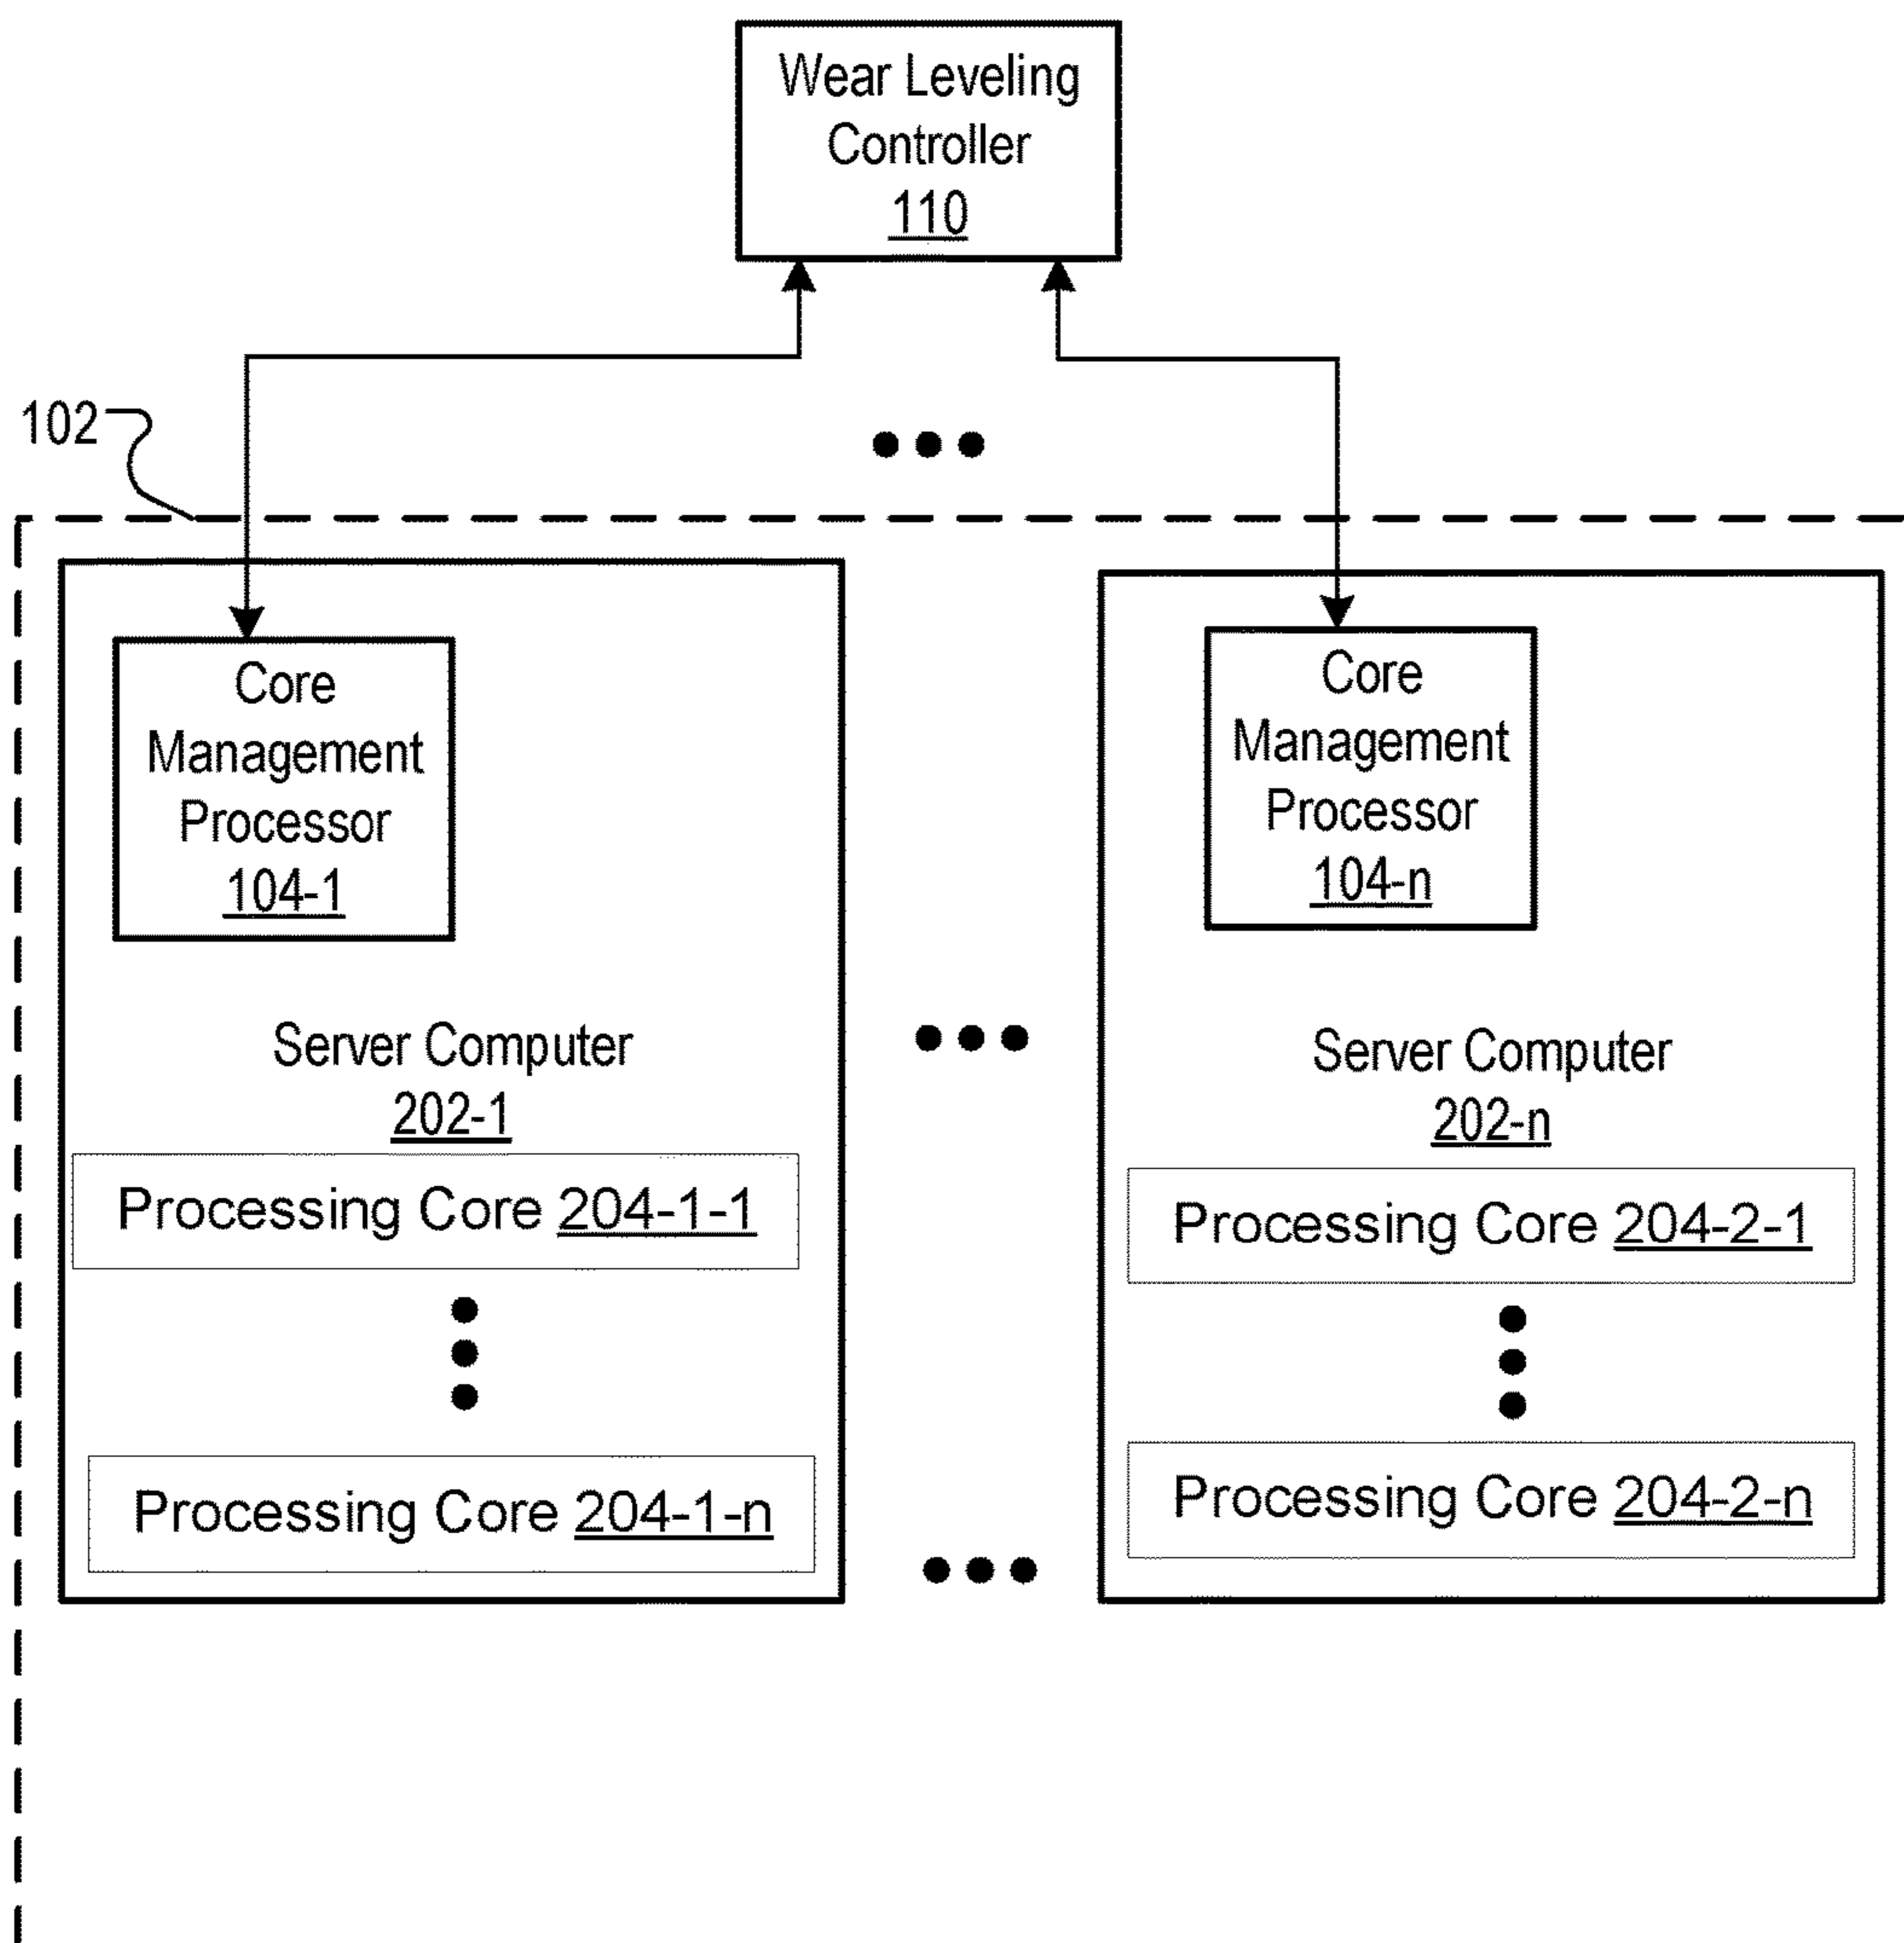 Wear Leveling
Controller
110
102
Core
Management
Processor
104-1
Core
Management
Processor
104-n
Server Computer
202-1
Server Computer
202-n
Processing Core 204-1-1
Processing Core 204-2-1
Processing Core 204-1-n
Processing Core 204-2-n